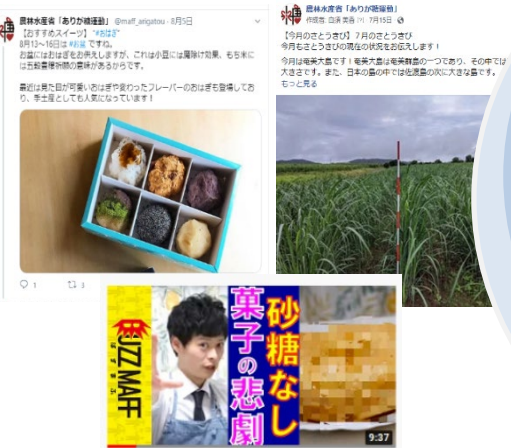 農林水産省「ありが糖運動」 @maff_arigatou · 8月5日
【おすすめスイーツ】"#おはぎ"
8月13～16日は #お盆 ですね。
お盆にはおはぎをお供えしますが、これは小豆には魔除け効果、もち米に
は五穀豊穣祈願の意味があるからです。
最近は見た目が可愛いおはぎや変わったフレーバーのおはぎも登場してお
り、手土産としても人気になっています！
1
3
農林水産省「ありが糖運動」
7月15日
【今月のさとうきび】7月のさとうきび
今月もさとうきびの現在の状況をお伝えします！
今月は奄美大島です！奄美大島は奄美群島の一つであり、その中では
大きさです。また、日本の島の中では佐渡島の次に大きな島です。
もっと見る
BUZZ MAFF
ばずまふ
砂糖なし
菓子の悲劇
9:37